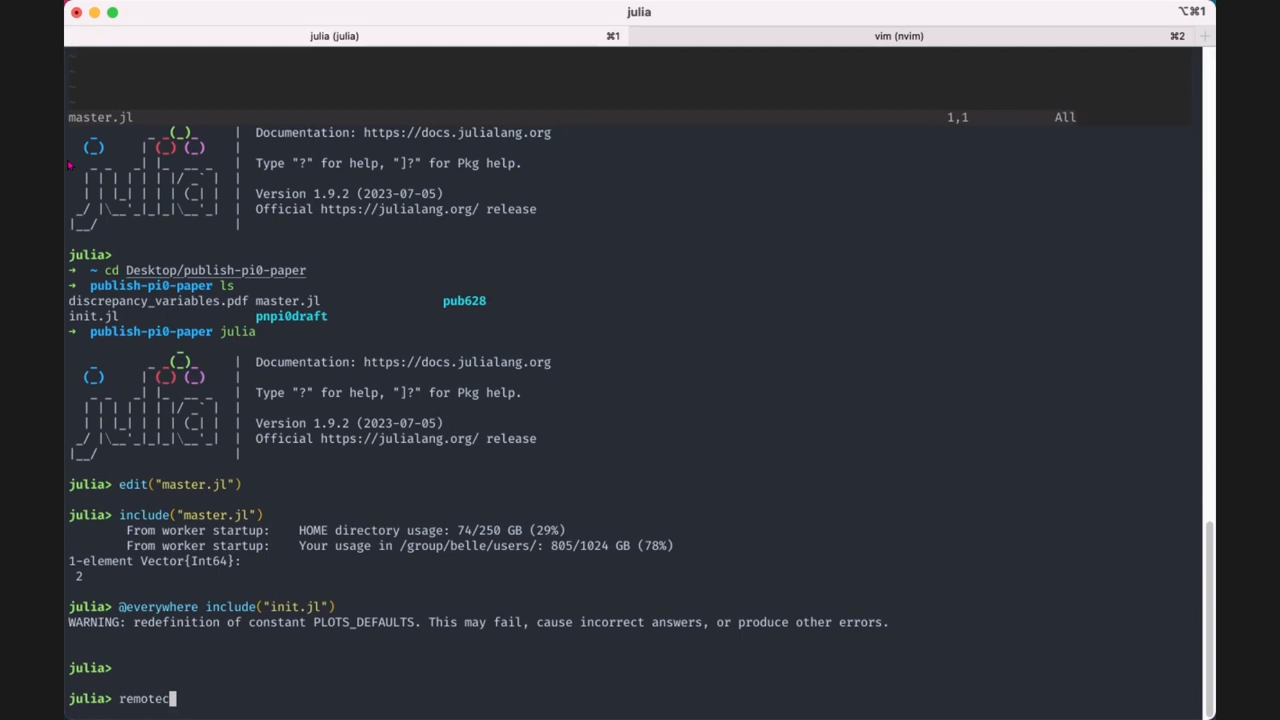 julia
⌥⌘1
julia (julia) ⌘1 vim (nvim) ⌘2 +
~
~
~
~
master.jl 1,1 All
Documentation: https://docs.julialang.org
Type "?" for help, "]?" for Pkg help.
Version 1.9.2 (2023-07-05)
Official https://julialang.org/ release
julia>
➜ ~ cd Desktop/publish-pi0-paper
➜ publish-pi0-paper ls
discrepancy_variables.pdf master.jl pub628
init.jl pnpi0draft
➜ publish-pi0-paper julia
Documentation: https://docs.julialang.org
Type "?" for help, "]?" for Pkg help.
Version 1.9.2 (2023-07-05)
Official https://julialang.org/ release
julia> edit("master.jl")
julia> include("master.jl")
From worker startup: HOME directory usage: 74/250 GB (29%)
From worker startup: Your usage in /group/belle/users/: 805/1024 GB (78%)
1-element Vector{Int64}:
2
julia> @everywhere include("init.jl")
WARNING: redefinition of constant PLOTS_DEFAULTS. This may fail, cause incorrect answers, or produce other errors.
julia>
julia> remotec